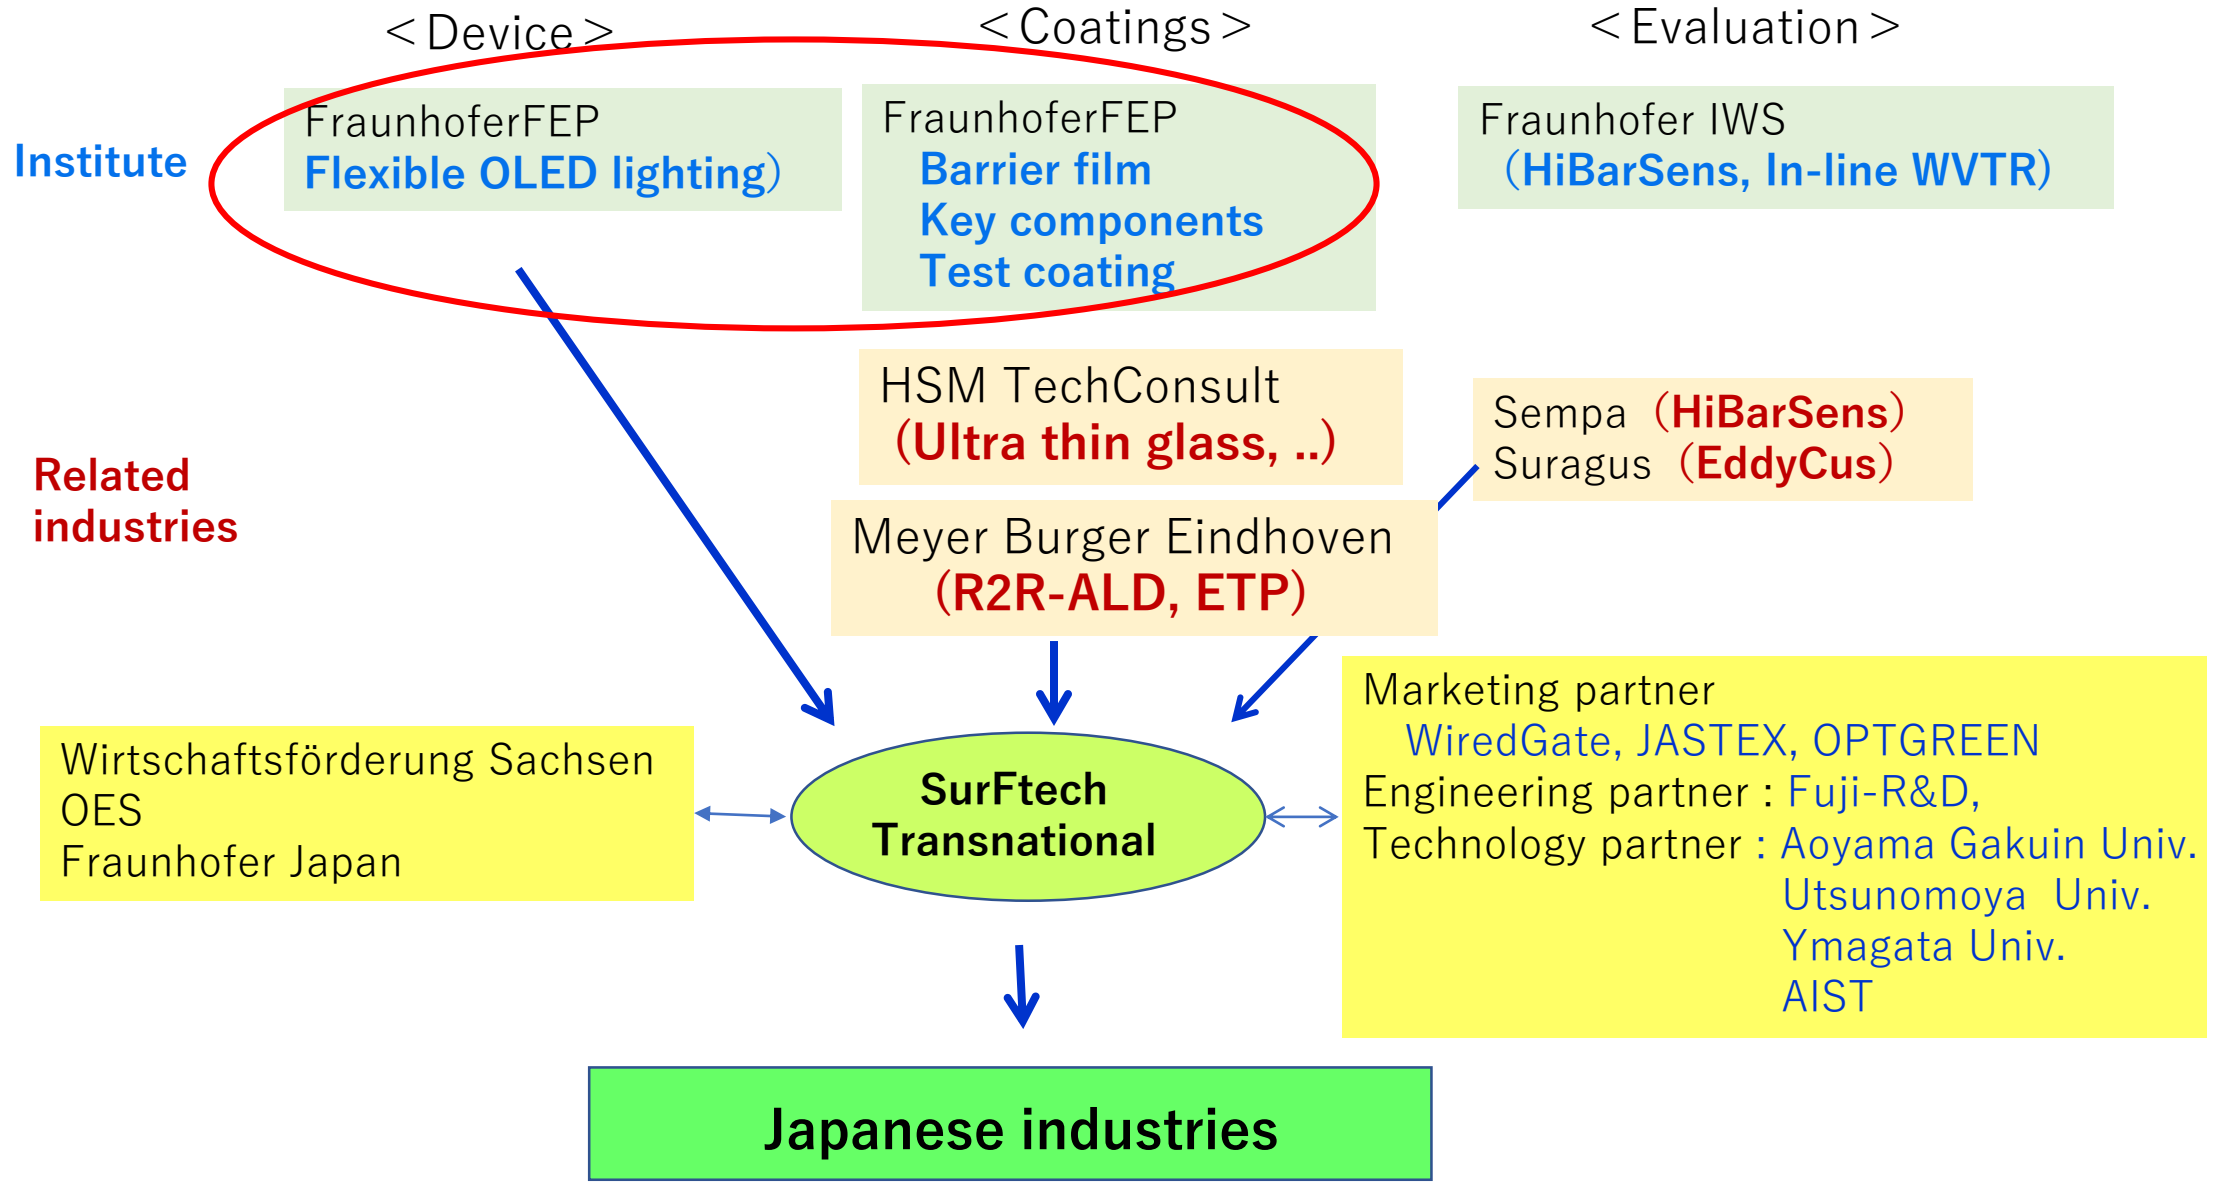 ＜Device＞
＜Coatings＞
＜Evaluation＞
Institute
FraunhoferFEP
Flexible OLED lighting）
FraunhoferFEP
Barrier film
Key components
Test coating
Fraunhofer IWS
（HiBarSens, In-line WVTR）
Related
industries
HSM TechConsult
（Ultra thin glass, ..）
Meyer Burger Eindhoven
（R2R-ALD, ETP）
Sempa（HiBarSens）
Suragus（EddyCus）
Wirtschaftsförderung Sachsen
OES
Fraunhofer Japan
SurFtech
Transnational
Marketing partner
WiredGate, JASTEX, OPTGREEN
Engineering partner : Fuji-R&D,
Technology partner : Aoyama Gakuin Univ.
Utsunomoya Univ.
Ymagata Univ.
AIST
Japanese industries